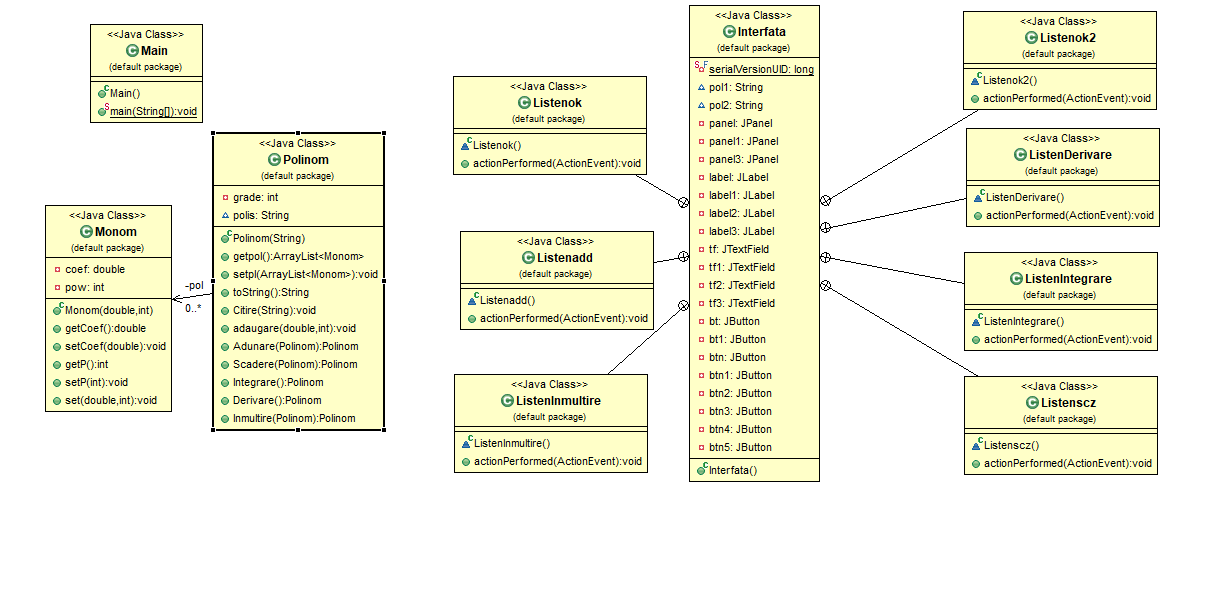 <<Java Class>>
Main
(default package)
Main()
main(String[]):void
<<Java Class>>
Polinom
(default package)
grade: int
polis: String
Polinom(String)
getpol():ArrayList<Monom>
setpl(ArrayList<Monom>):void
toString():String
Citire(String):void
adaugare(double,int):void
Adunare(Polinom):Polinom
Scadere(Polinom):Polinom
Integrare():Polinom
Derivare():Polinom
Inmultire(Polinom):Polinom
<<Java Class>>
Monom
(default package)
coef: double
pow: int
Monom(double,int)
getCoef():double
setCoef(double):void
getP():int
setP(int):void
set(double,int):void
-pol
0..*
<<Java Class>>
Listenok
(default package)
Listenok()
actionPerformed(ActionEvent):void
<<Java Class>>
Listenadd
(default package)
Listenadd()
actionPerformed(ActionEvent):void
<<Java Class>>
ListenInmultire
(default package)
ListenInmultire()
actionPerformed(ActionEvent):void
<<Java Class>>
Interfata
(default package)
serialVersionUID: long
pol1: String
pol2: String
panel: JPanel
panel1: JPanel
panel3: JPanel
label: JLabel
label1: JLabel
label2: JLabel
label3: JLabel
tf: JTextField
tf1: JTextField
tf2: JTextField
tf3: JTextField
bt: JButton
bt1: JButton
btn: JButton
btn1: JButton
btn2: JButton
btn3: JButton
btn4: JButton
btn5: JButton
Interfata()
<<Java Class>>
Listenok2
(default package)
Listenok2()
actionPerformed(ActionEvent):void
<<Java Class>>
ListenDerivare
(default package)
ListenDerivare()
actionPerformed(ActionEvent):void
<<Java Class>>
ListenIntegrare
(default package)
ListenIntegrare()
actionPerformed(ActionEvent):void
<<Java Class>>
Listenscz
(default package)
Listenscz()
actionPerformed(ActionEvent):void